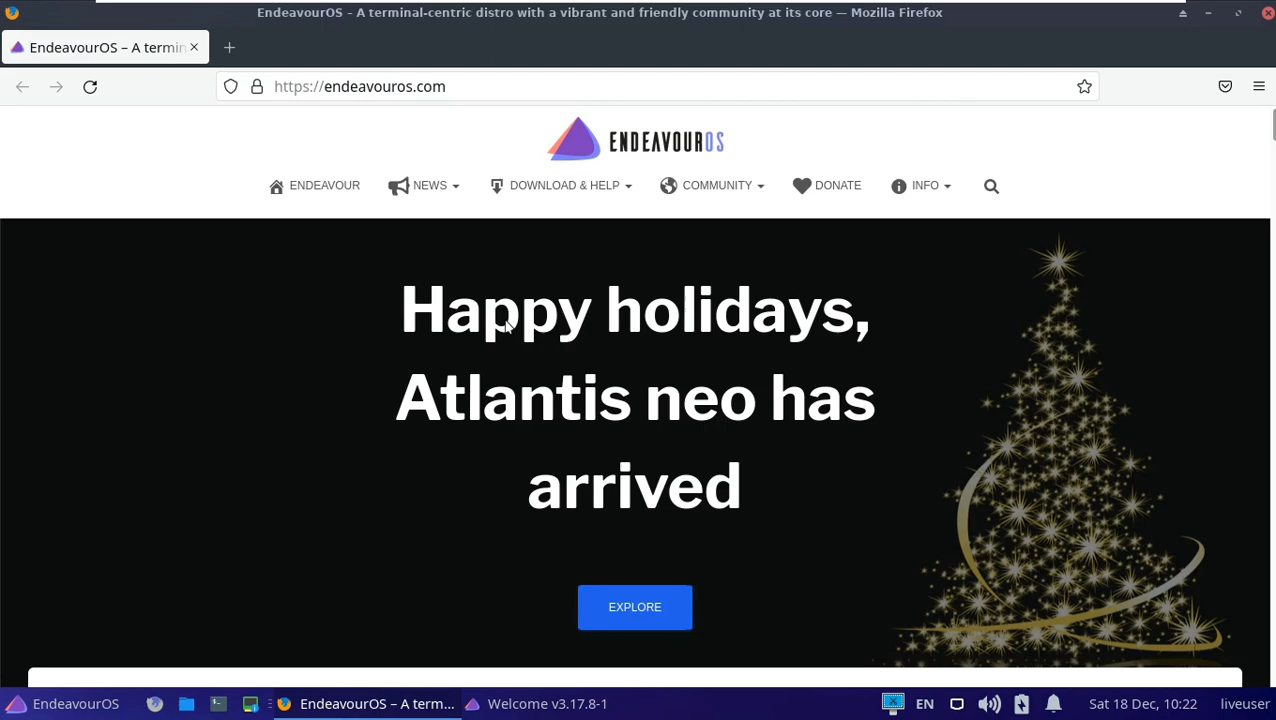 EndeavourOS – A terminal-centric distro with a vibrant and friendly community at its core — Mozilla Firefox
EndeavourOS – A termin
https://endeavouros.com
ENDEAVOUROS
ENDEAVOUR NEWS DOWNLOAD & HELP COMMUNITY DONATE INFO
Happy holidays,
Atlantis neo has
arrived
EXPLORE
EndeavourOS EndeavourOS – A term... Welcome v3.17.8-1 EN Sat 18 Dec, 10:22 liveuser